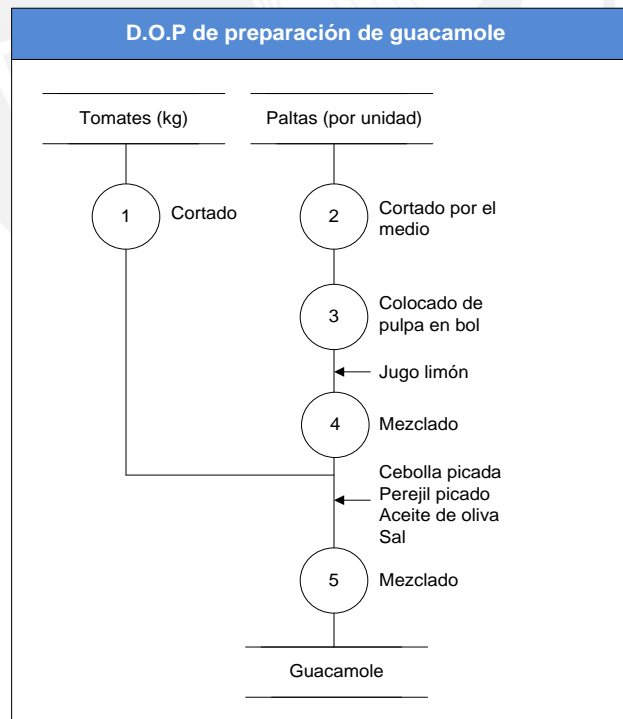 D.O.P de preparación de guacamole
Tomates (kg)
Paltas (por unidad)
1
Cortado
2
Cortado por el
medio
3
Colocado de
pulpa en bol
Jugo limón
4
Mezclado
Cebolla picada
Perejil picado
Aceite de oliva
Sal
5
Mezclado
Guacamole